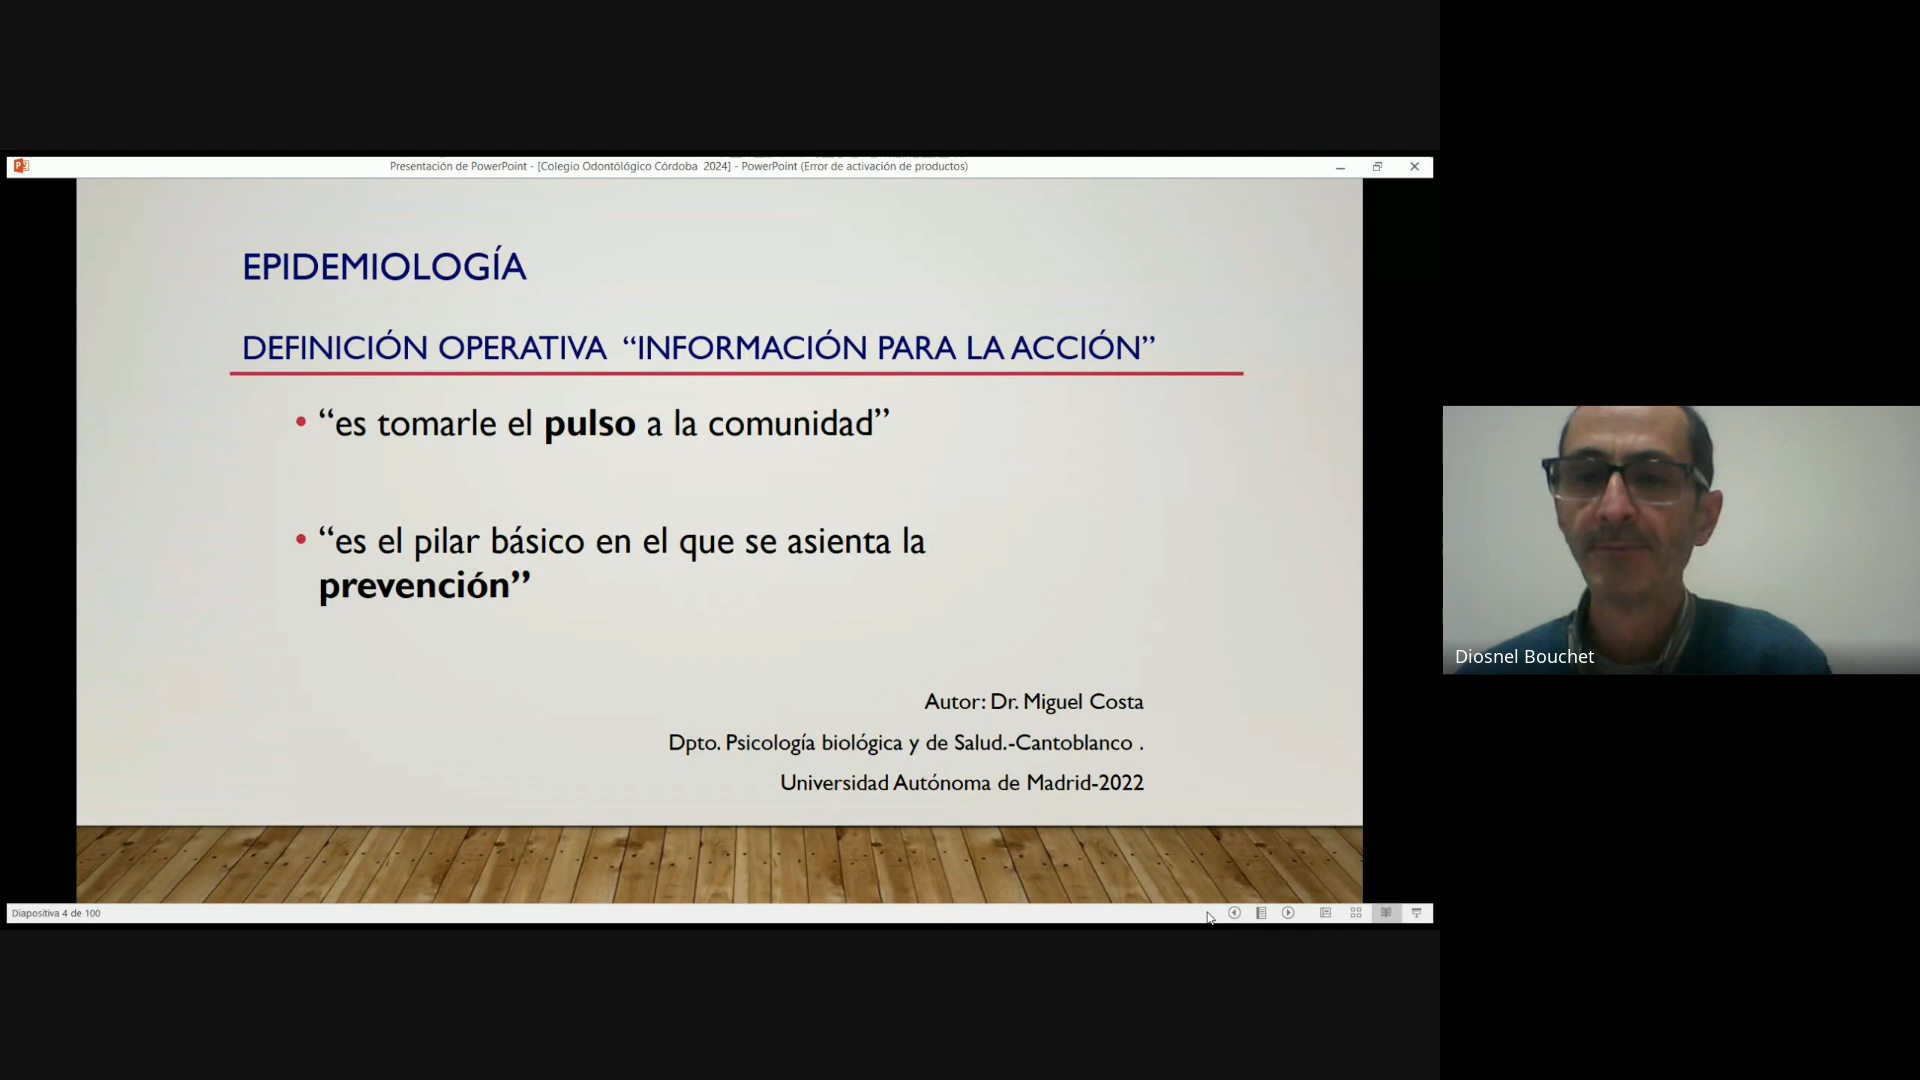 Presentación de PowerPoint - [Colegio Odontólógico Córdoba 2024] - PowerPoint (Error de activación de productos)
EPIDEMIOLOGÍA
DEFINICIÓN OPERATIVA “INFORMACIÓN PARA LA ACCIÓN”
• “es tomarle el pulso a la comunidad”
• “es el pilar básico en el que se asienta la
prevención”
Autor: Dr. Miguel Costa
Dpto. Psicología biológica y de Salud.-Cantoblanco .
Universidad Autónoma de Madrid-2022
Diosnel Bouchet
Diapositiva 4 de 100